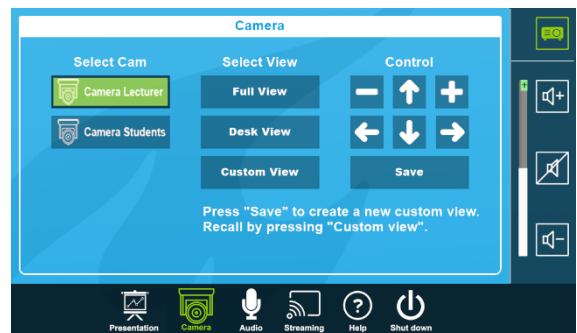 Camera
Select Cam
Select View
Control
Camera Lecturer
Full View
Camera Students
Desk View
Custom View
Save
Press "Save" to create a new custom view.
Recall by pressing "Custom view".
Presentation
Camera
Audio
Streaming
Help
Shut down